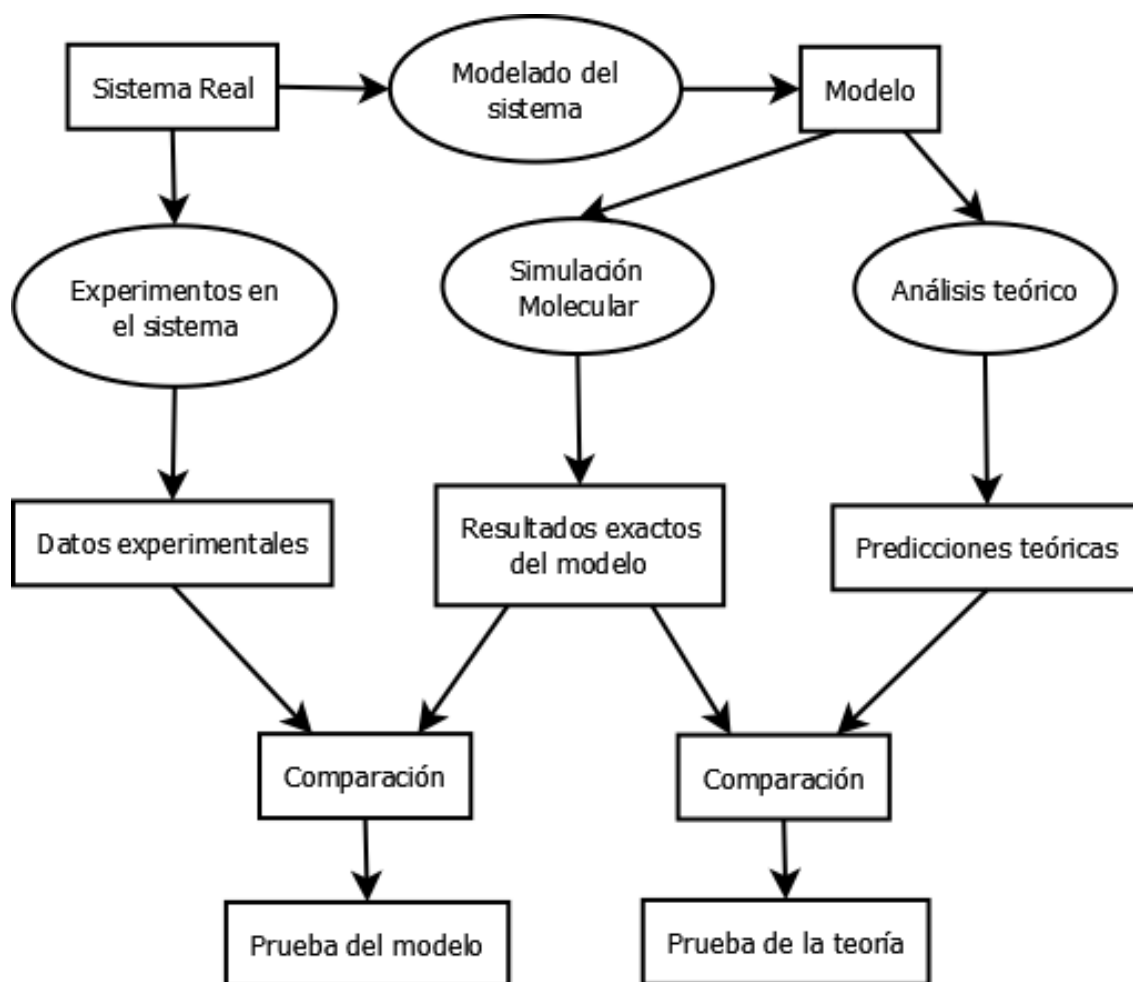 Sistema Real
Modelado del
sistema
Modelo
Experimentos en
el sistema
Simulación
Molecular
Análisis teórico
Datos experimentales
Resultados exactos
del modelo
Predicciones teóricas
Comparación
Comparación
Prueba del modelo
Prueba de la teoría